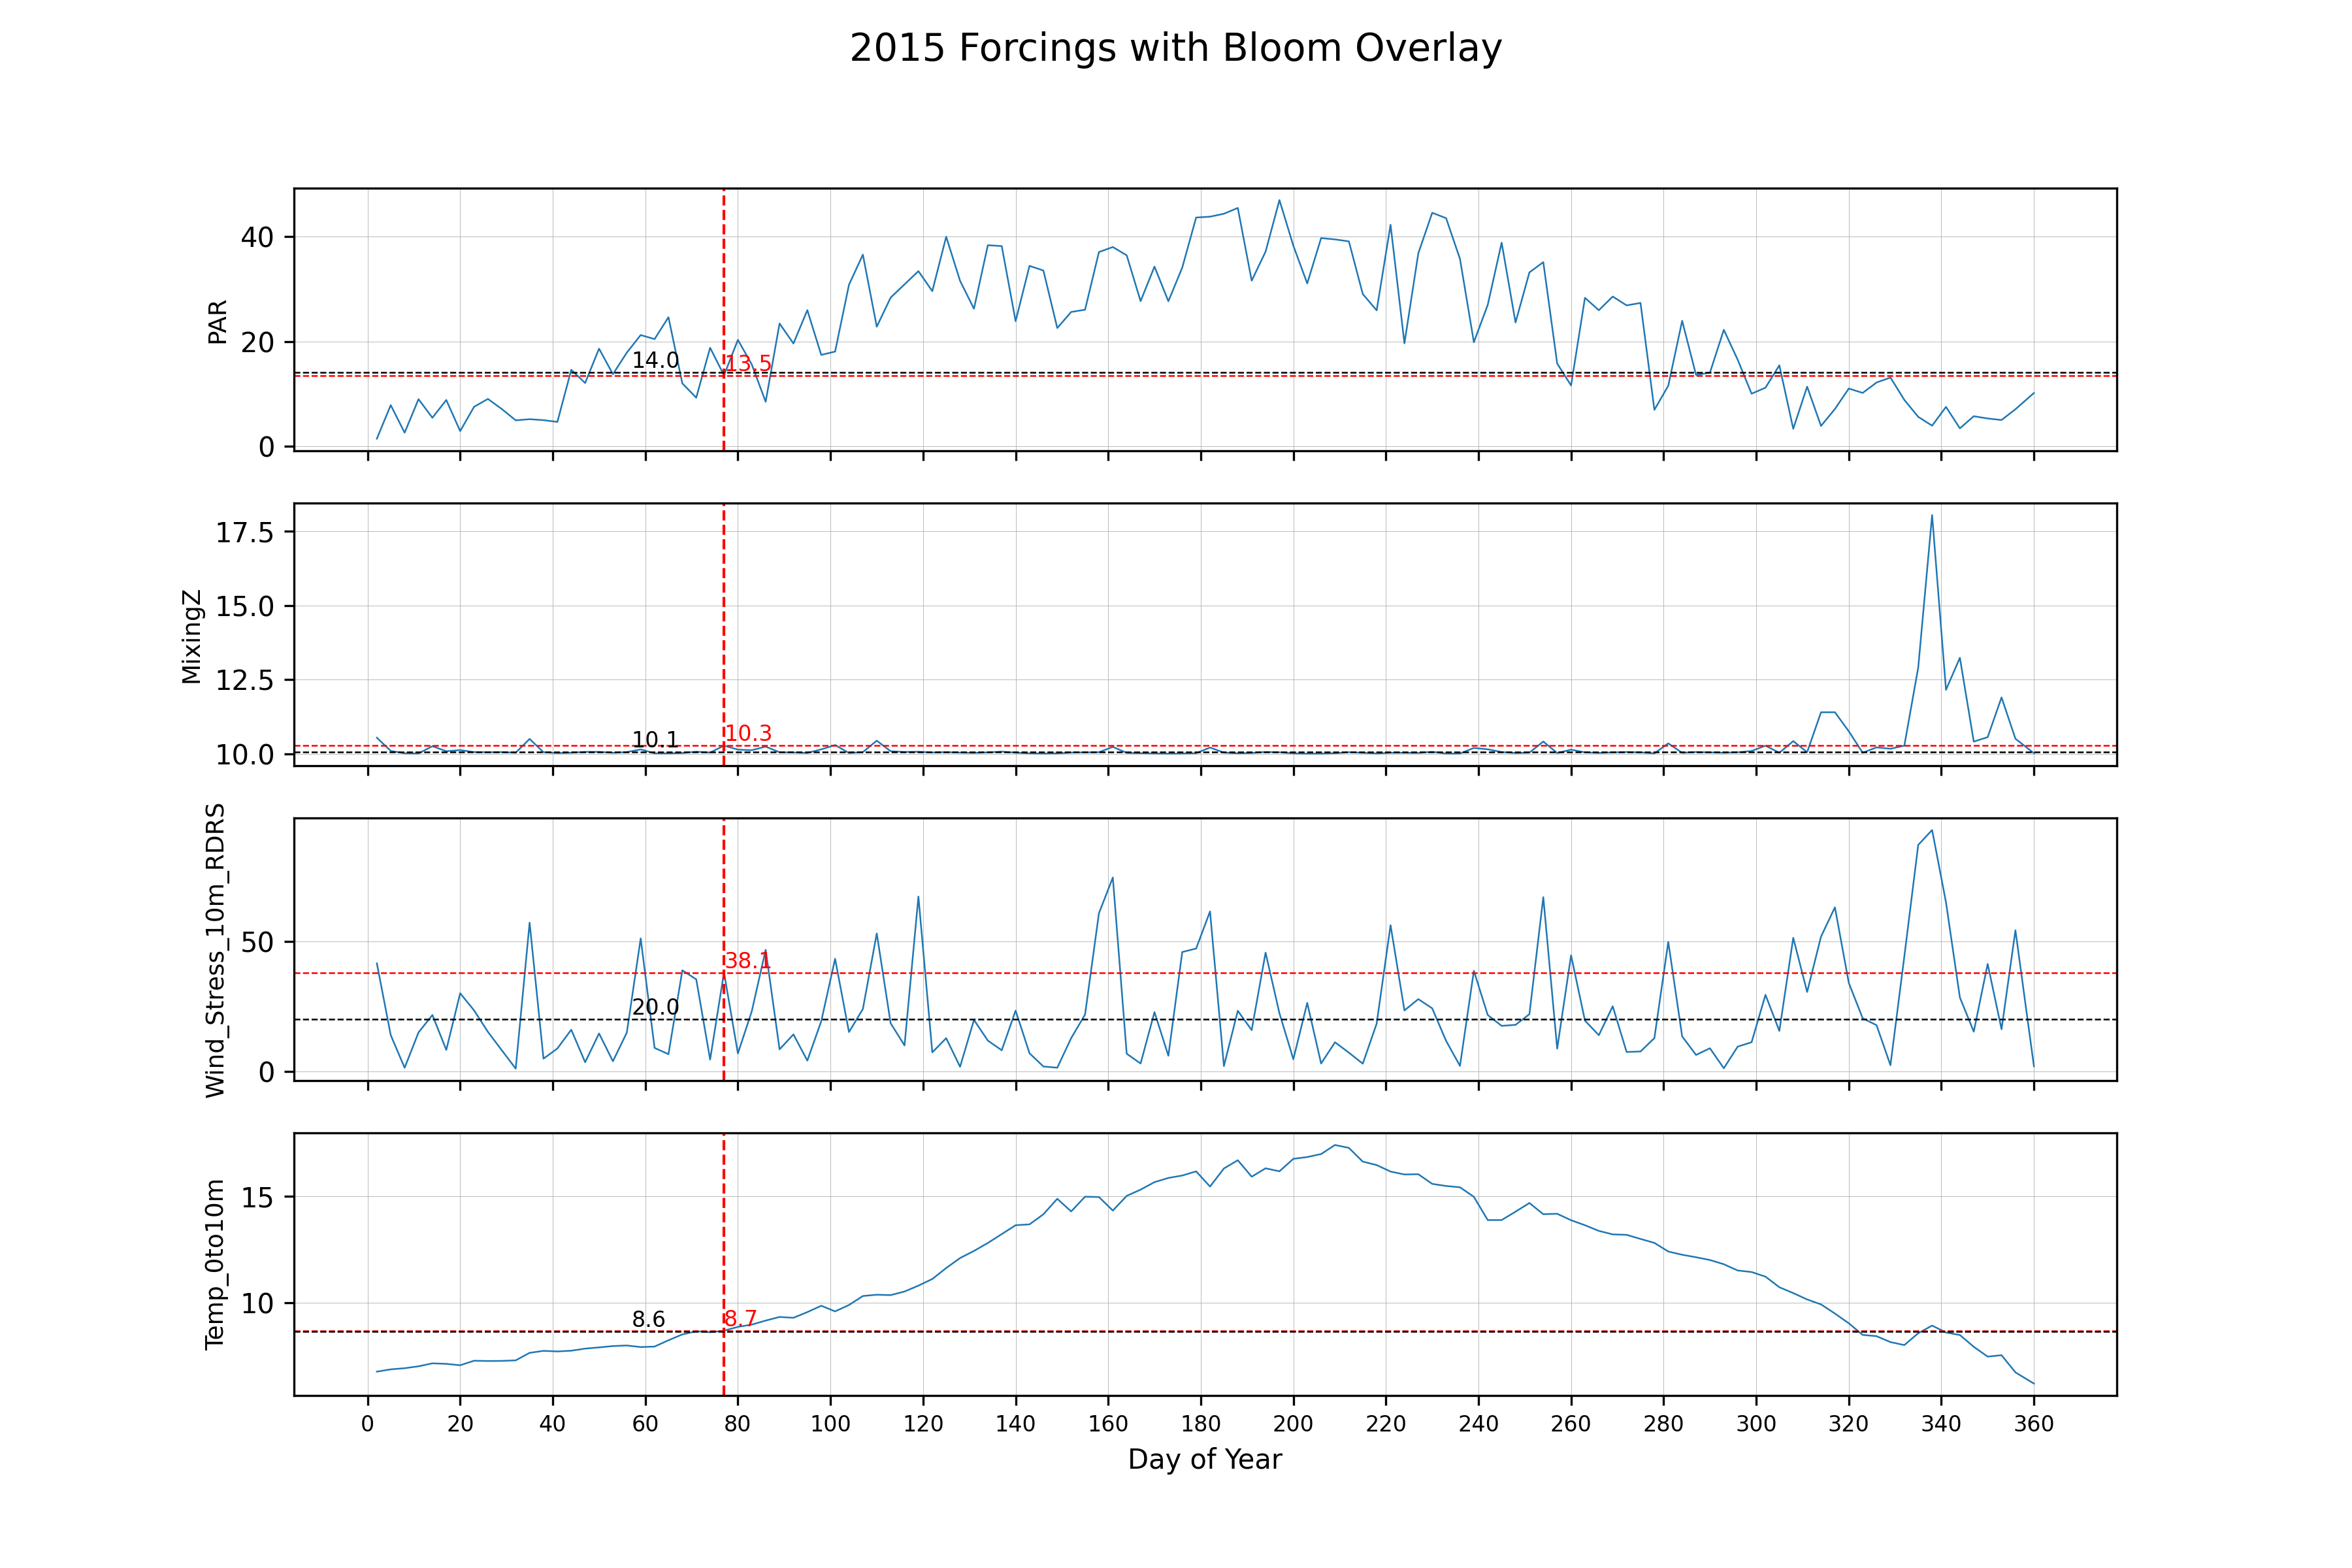 2015 Forcings with Bloom Overlay
PAR
40
20
0
14.0
13.5
MixingZ
17.5
15.0
12.5
10.0
10.1
10.3
Wind_Stress_10m_RDRS
50
0
20.0
38.1
Temp_0to10m
15
10
8.6
8.7
0 20 40 60 80 100 120 140 160 180 200 220 240 260 280 300 320 340 360
Day of Year